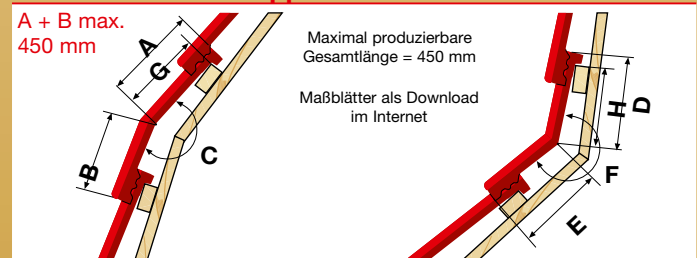 A + B max.
450 mm
Maximal produzierbare
Gesamtlänge = 450 mm
Maßblätter als Download
im Internet
A
G
B
C
H
D
F
E